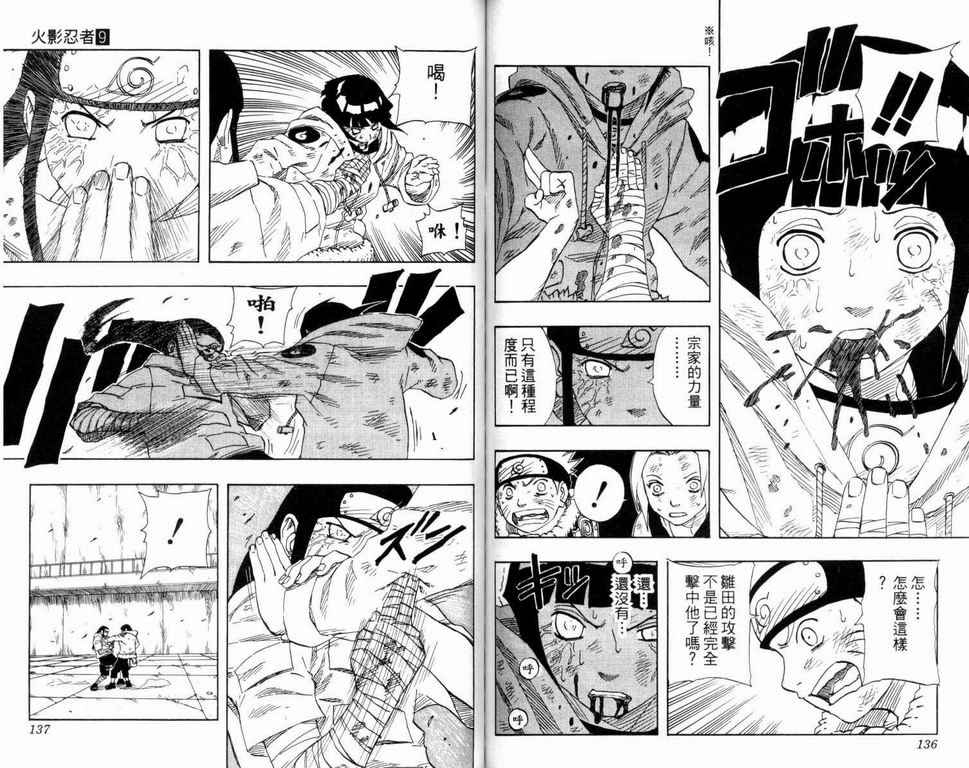 !!
ゴホッ
※咳！
宗家的力量
………
只有這種程
度而已啊！
！
怎……
怎麼會這樣
？
雛田的攻擊
不是已經完全
擊中他了嗎？
呼
還…
還沒有…
呼
呼
キッ
136
火影忍者9
喝！
咻！
啪！
ズッ
！
137